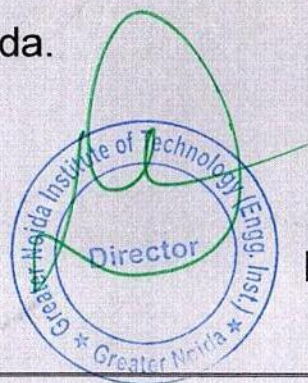 da.
Greater Noida Institute of Technology (Engg. Inst.)
Director
* Greater Noida *